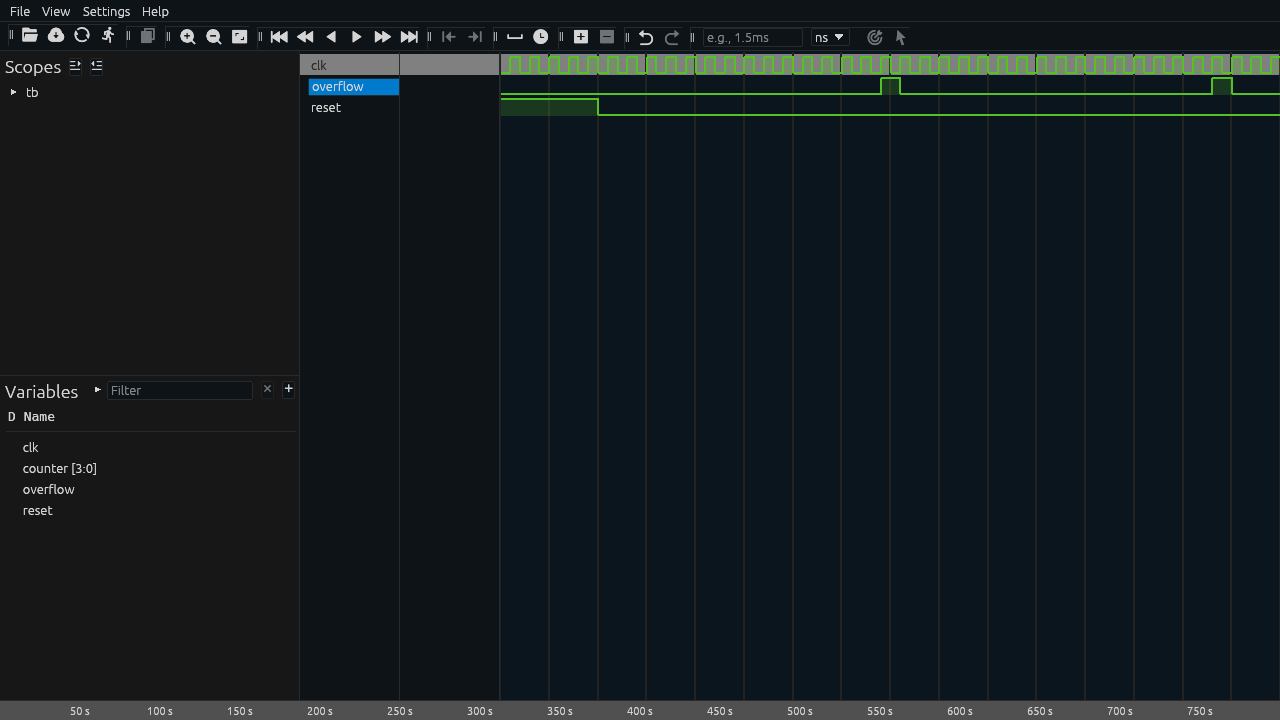 File View Settings Help
e.g., 1.5ms ns
Scopes
tb
clk
overflow
reset
Variables Filter
D Name
clk
counter [3:0]
overflow
reset
50 s 100 s 150 s 200 s 250 s 300 s 350 s 400 s 450 s 500 s 550 s 600 s 650 s 700 s 750 s